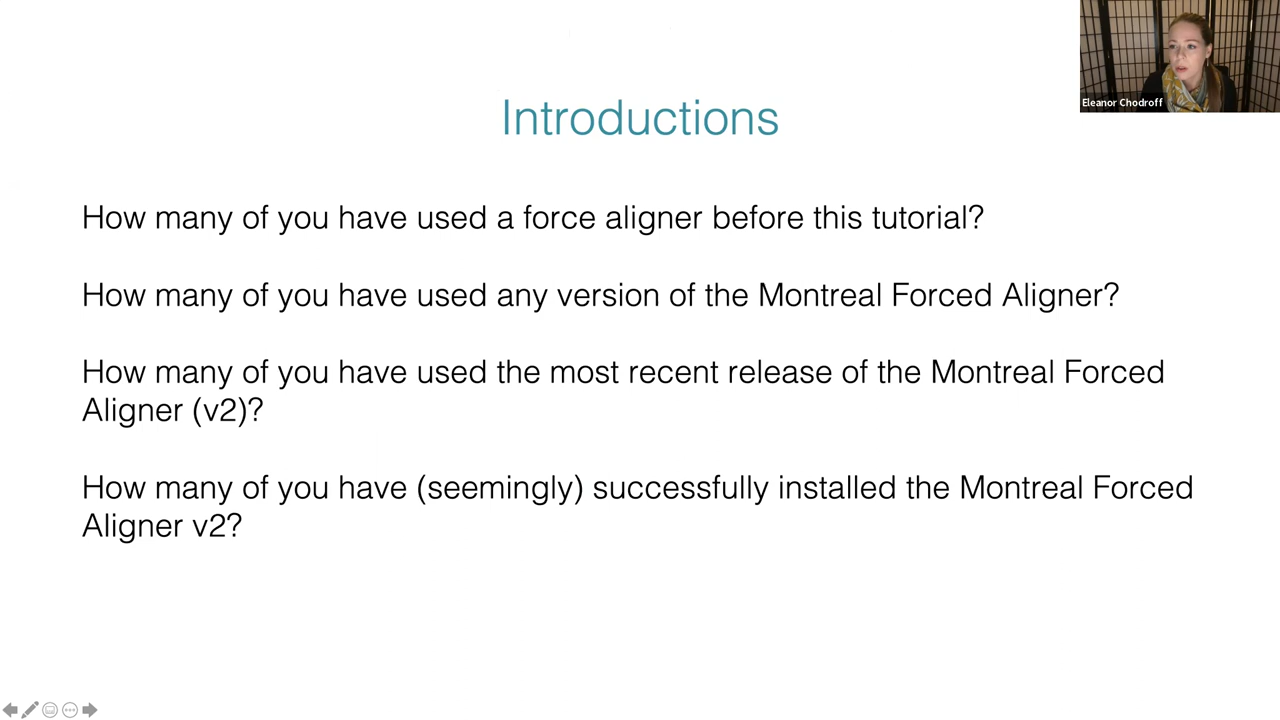 Eleanor Chodroff
Introductions
How many of you have used a force aligner before this tutorial?
How many of you have used any version of the Montreal Forced Aligner?
How many of you have used the most recent release of the Montreal Forced
Aligner (v2)?
How many of you have (seemingly) successfully installed the Montreal Forced
Aligner v2?